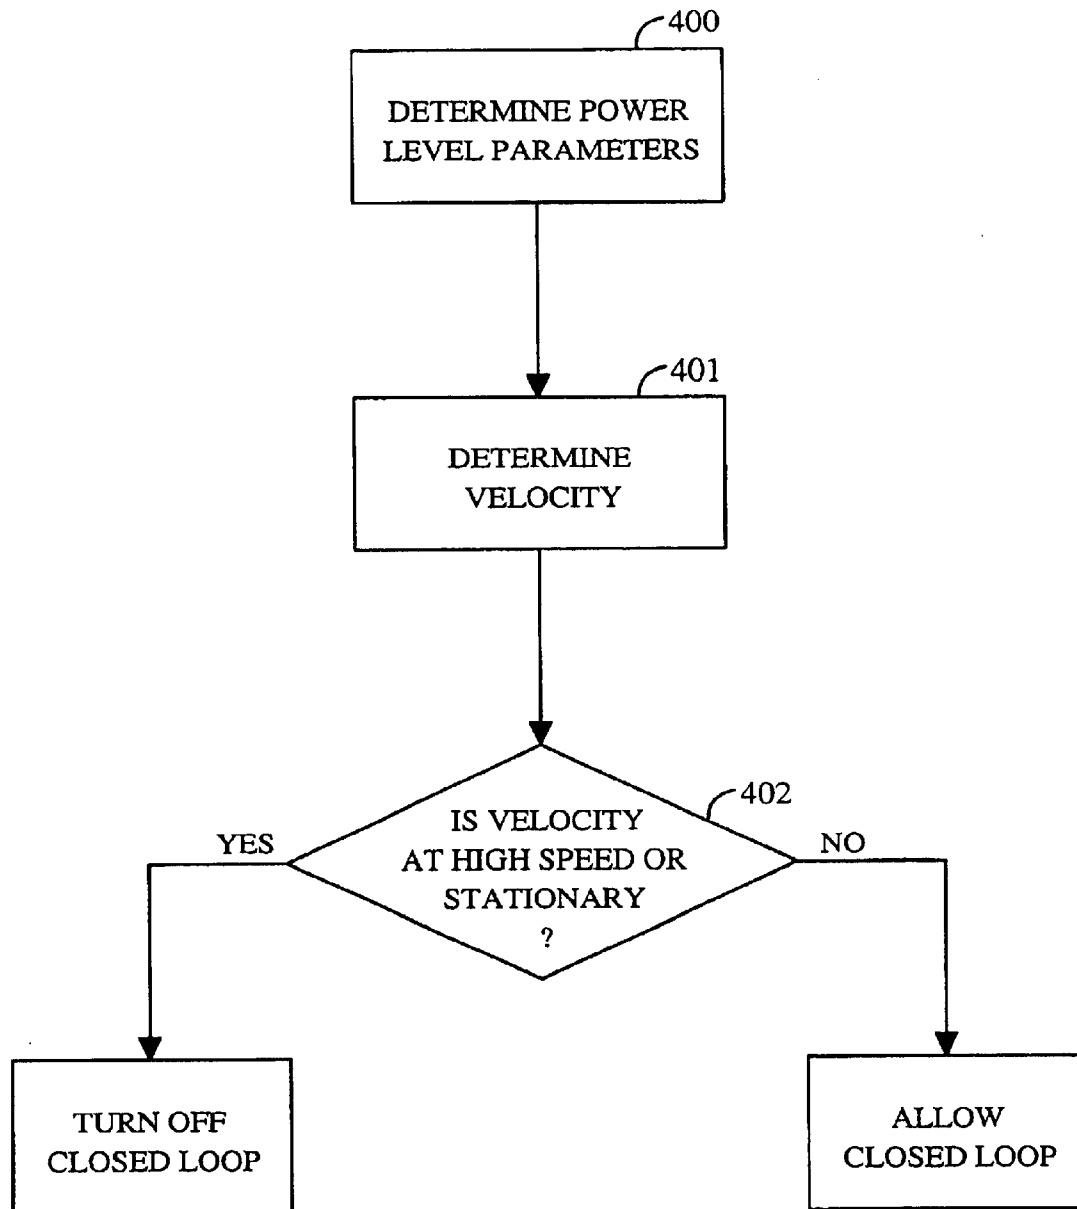 400
DETERMINE POWER
LEVEL PARAMETERS
401
DETERMINE
VELOCITY
402
IS VELOCITY
AT HIGH SPEED OR
STATIONARY
?
YES
NO
TURN OFF
CLOSED LOOP
ALLOW
CLOSED LOOP